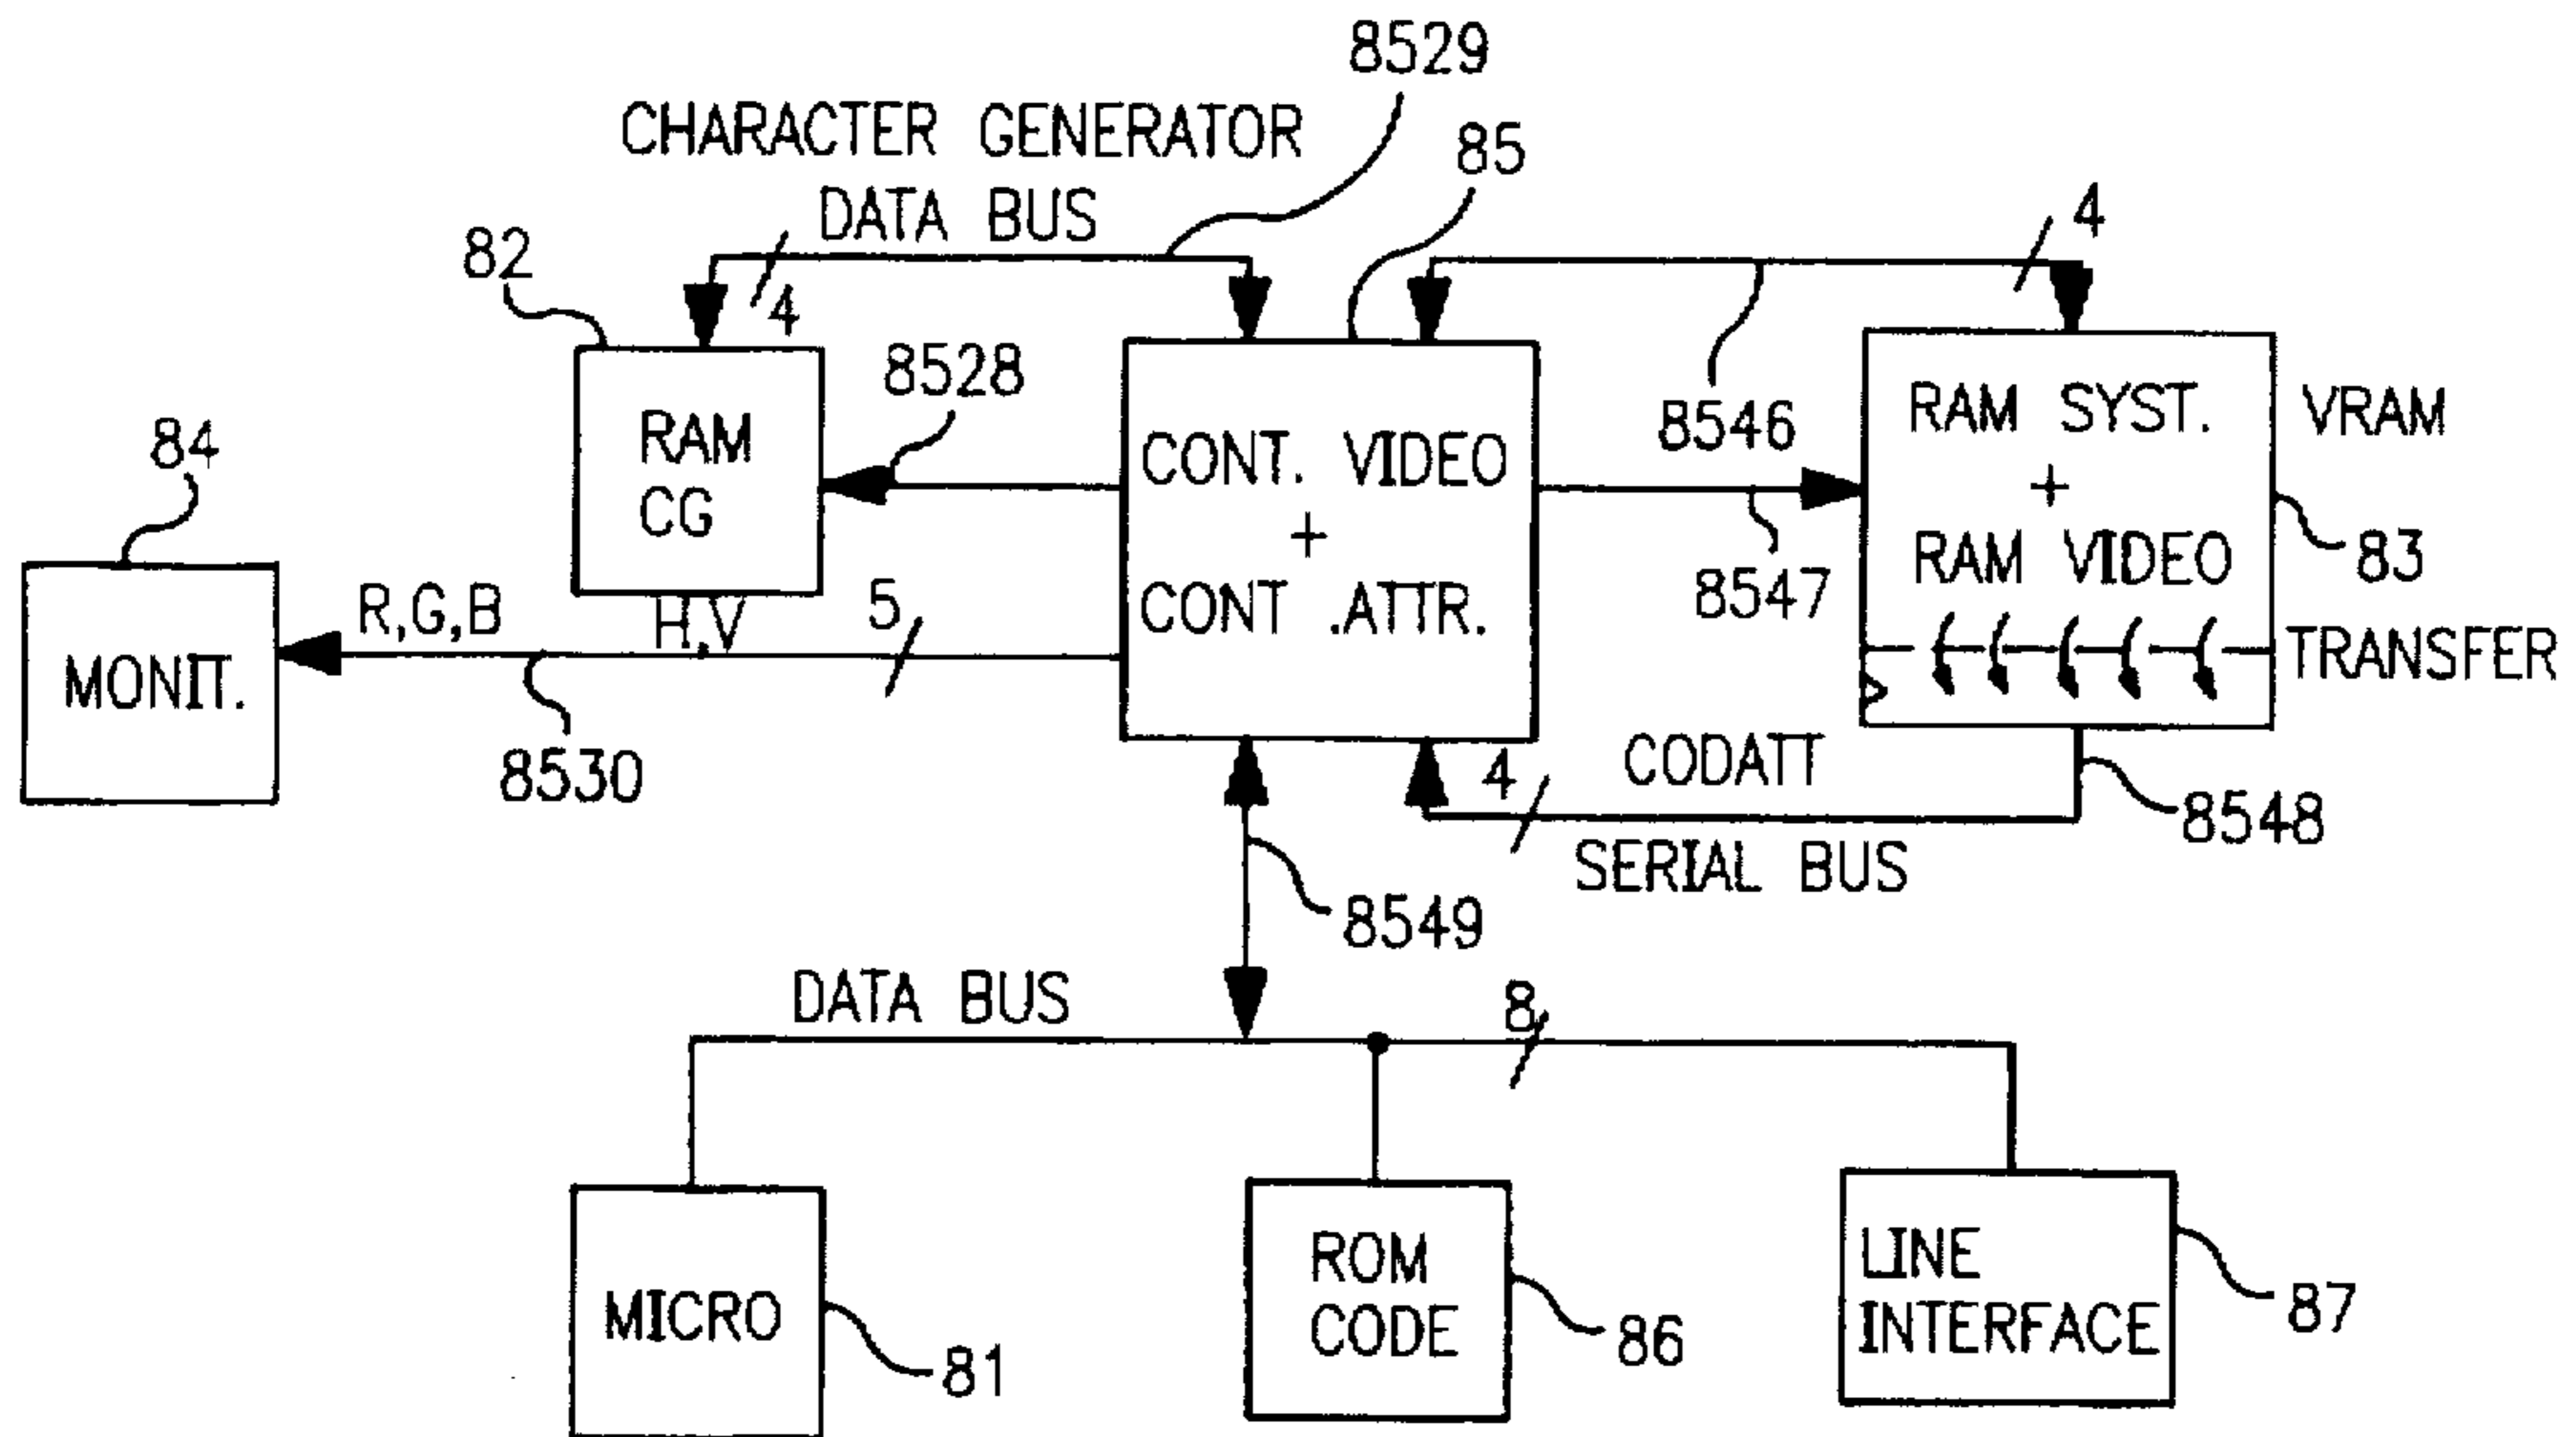 8529
CHARACTER GENERATOR
85
DATA BUS
4
82
4
8528
8546
RAM SYST.
VRAM
RAM
CG
84
CONT. VIDEO
+
CONT .ATTR.
+
RAM VIDEO
83
8547
R,G,B
H,V
5
TRANSFER
MONIT.
8530
4
CODATT
8548
SERIAL BUS
8549
DATA BUS
8
MICRO
81
ROM
CODE
86
LINE
INTERFACE
87